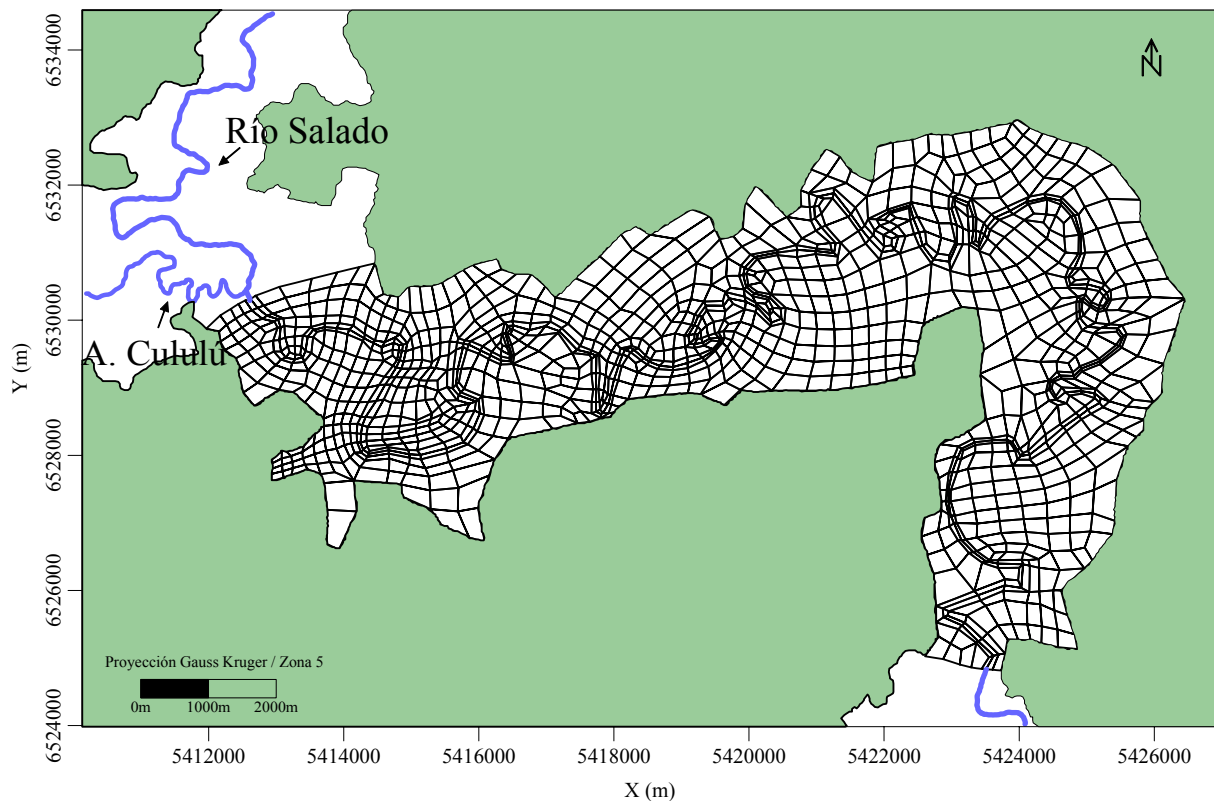 N
Río Salado
A. Cululú
Y (m)
6534000
6532000
6530000
6528000
6526000
6524000
Proyección Gauss Kruger / Zona 5
0m 1000m 2000m
5412000 5414000 5416000 5418000 5420000 5422000 5424000 5426000
X (m)